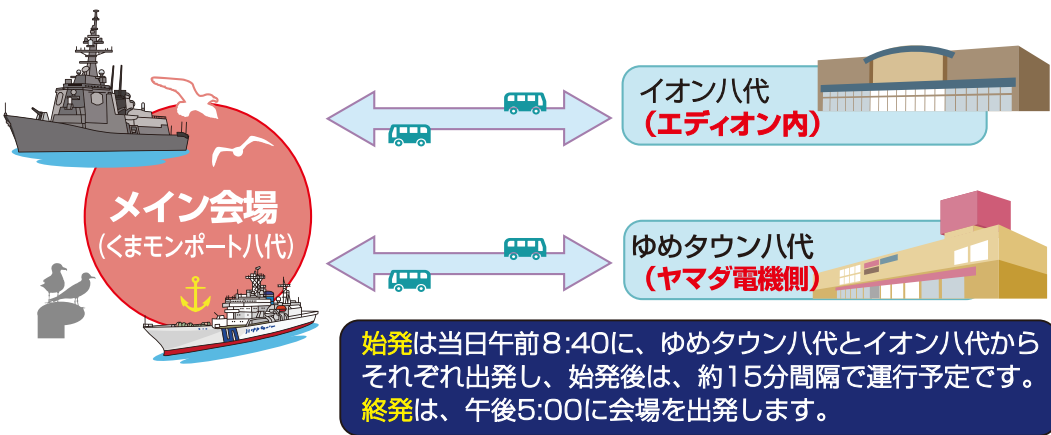 メイン会場
(くまモンポート八代)
イオン八代
(エディオン内)
ゆめタウン八代
(ヤマダ電機側)
始発は当日午前8:40に、ゆめタウン八代とイオン八代から
それぞれ出発し、始発後は、約15分間隔で運行予定です。
終発は、午後5:00に会場を出発します。